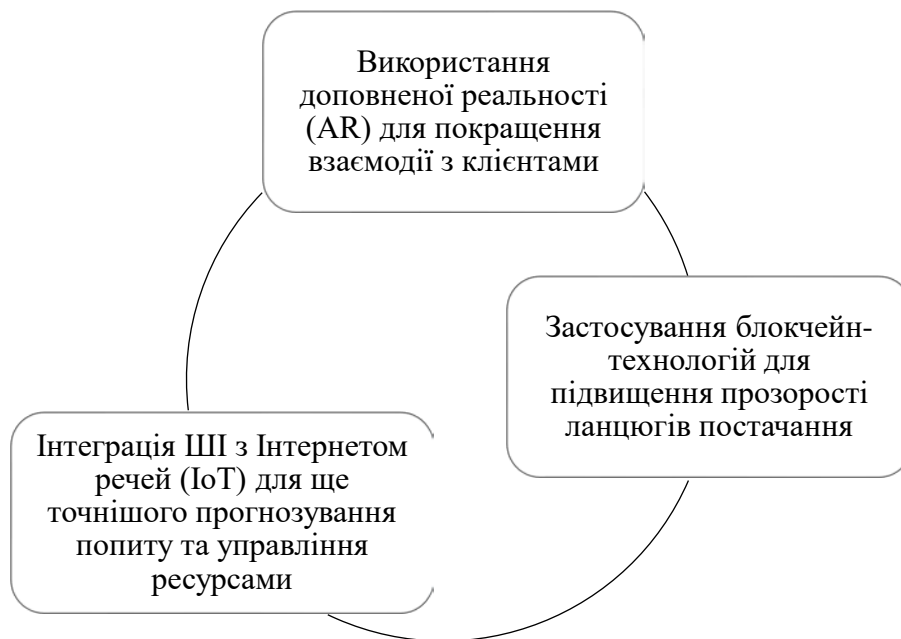 Використання
доповненої реальності
(AR) для покращення
взаємодії з клієнтами
Застосування блокчейн-
технологій для
підвищення прозорості
ланцюгів постачання
Інтеграція ШІ з Інтернетом
речей (IoT) для ще
точнішого прогнозування
попиту та управління
ресурсами